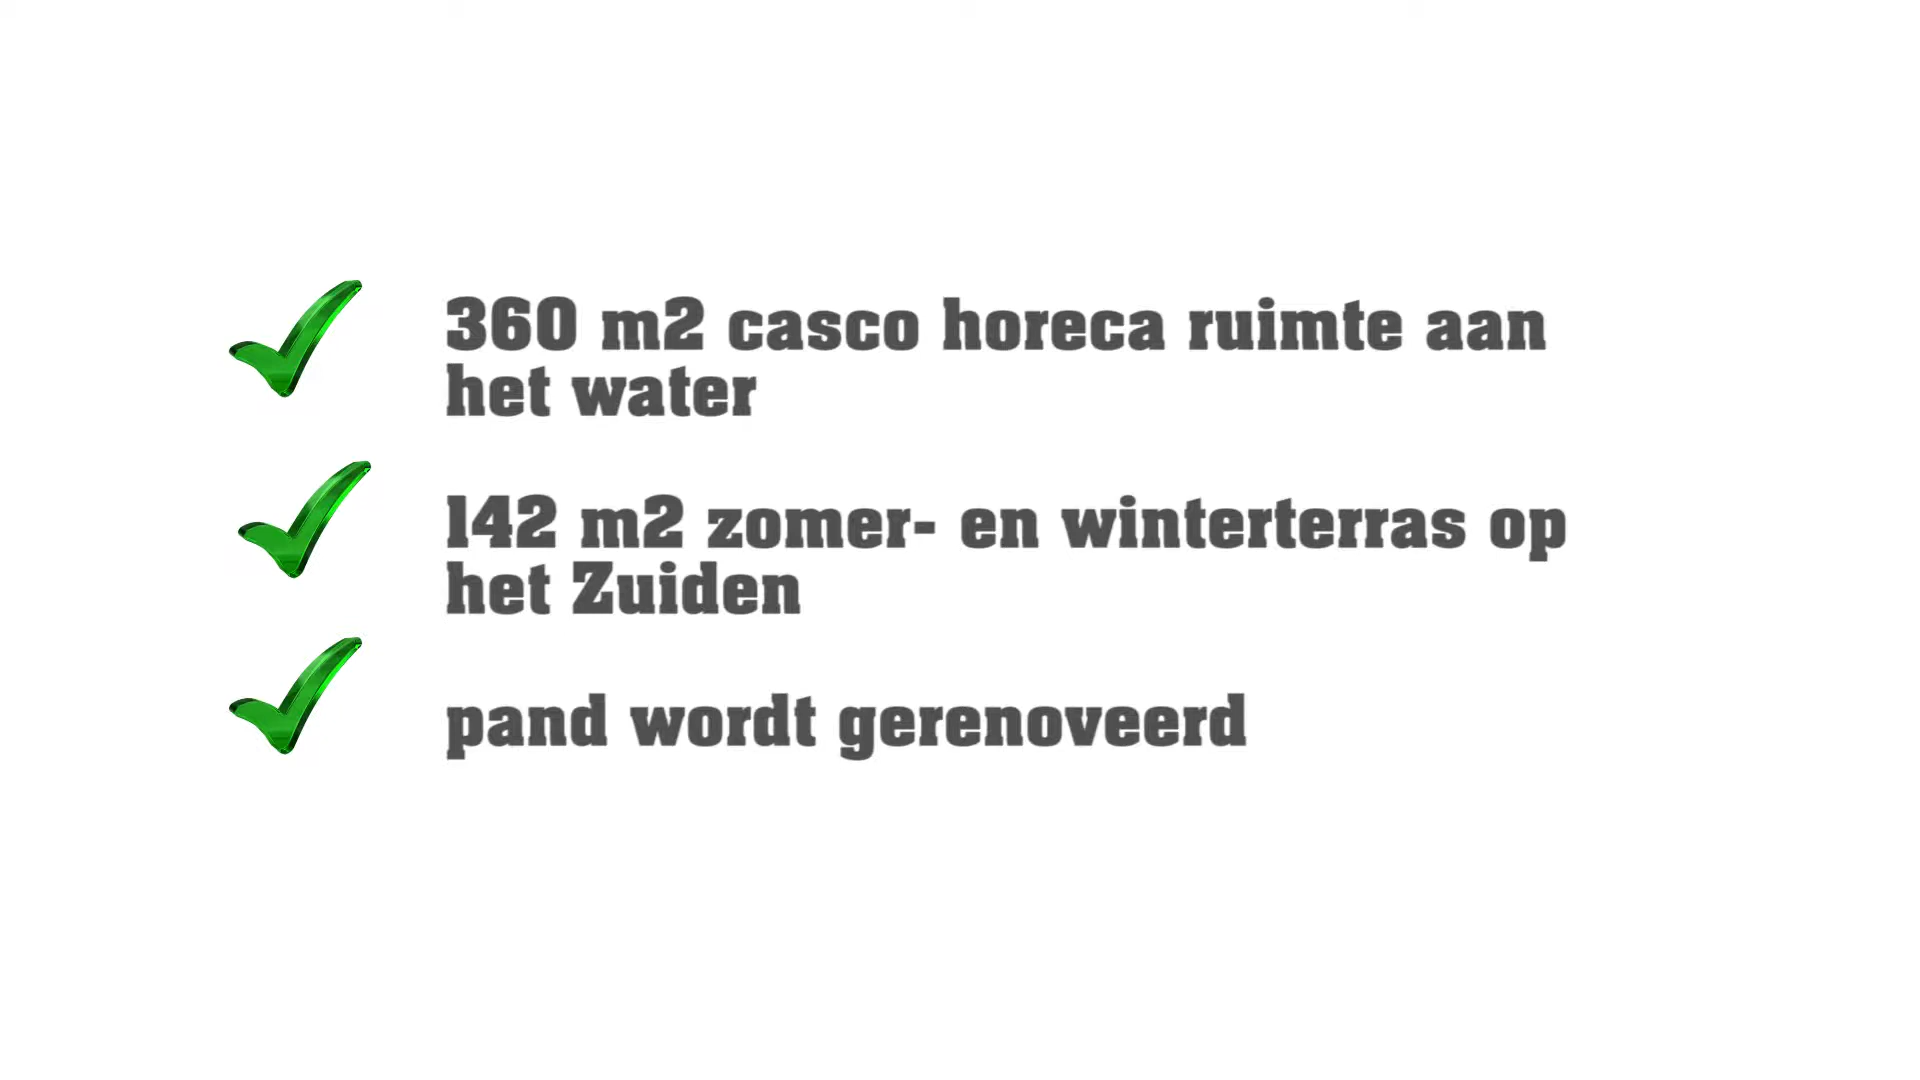 360 m2 casco horeca ruimte aan
het water
142 m2 zomer- en winterterras op
het Zuiden
pand wordt gerenoveerd